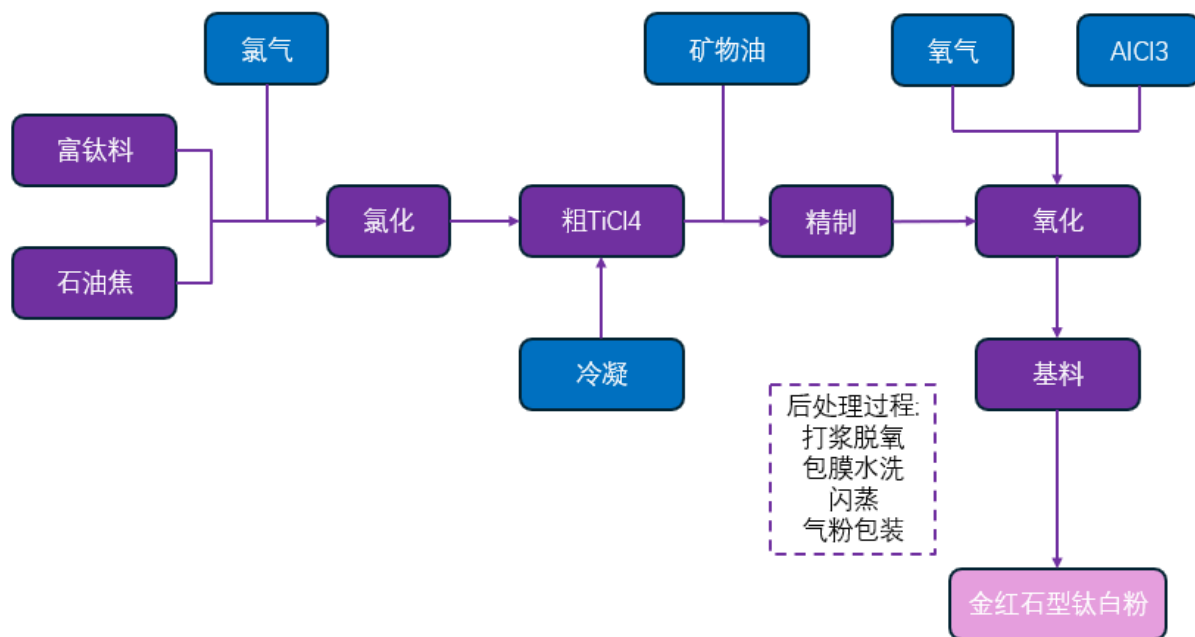 氯气
矿物油
氧气
AlCl3
富钛料
石油焦
氯化
粗TiCl4
精制
氧化
冷凝
基料
后处理过程:
打浆脱氧
包膜水洗
闪蒸
气粉包装
金红石型钛白粉